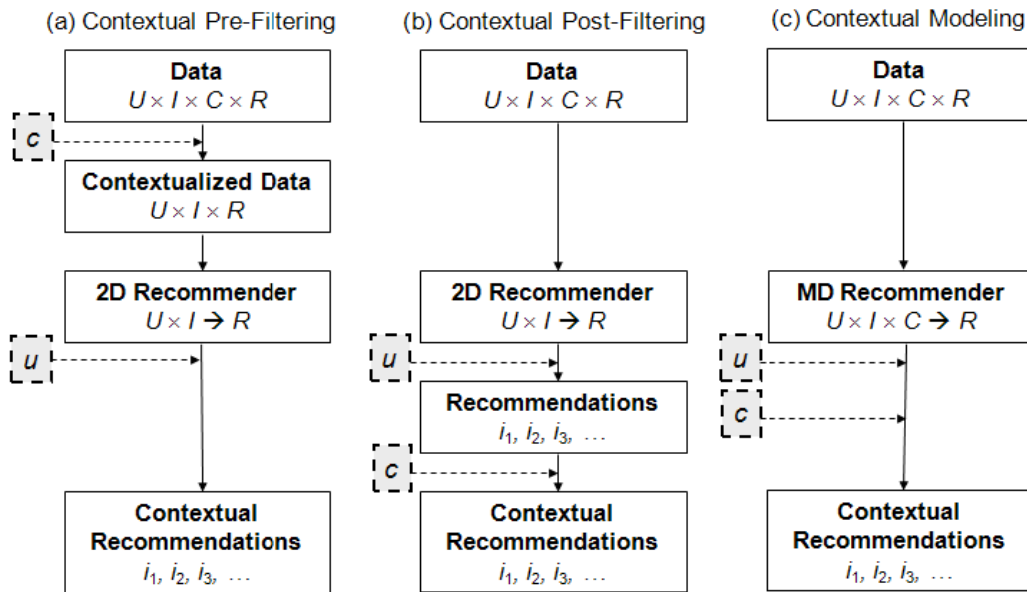 (a) Contextual Pre-Filtering
Data
U × I × C × R
c
Contextualized Data
U × I × R
2D Recommender
U × I → R
u
Contextual
Recommendations
i₁, i₂, i₃, …
(b) Contextual Post-Filtering
Data
U × I × C × R
2D Recommender
U × I → R
u
Recommendations
i₁, i₂, i₃, …
c
Contextual
Recommendations
i₁, i₂, i₃, …
(c) Contextual Modeling
Data
U × I × C × R
MD Recommender
U × I × C → R
u
c
Contextual
Recommendations
i₁, i₂, i₃, …